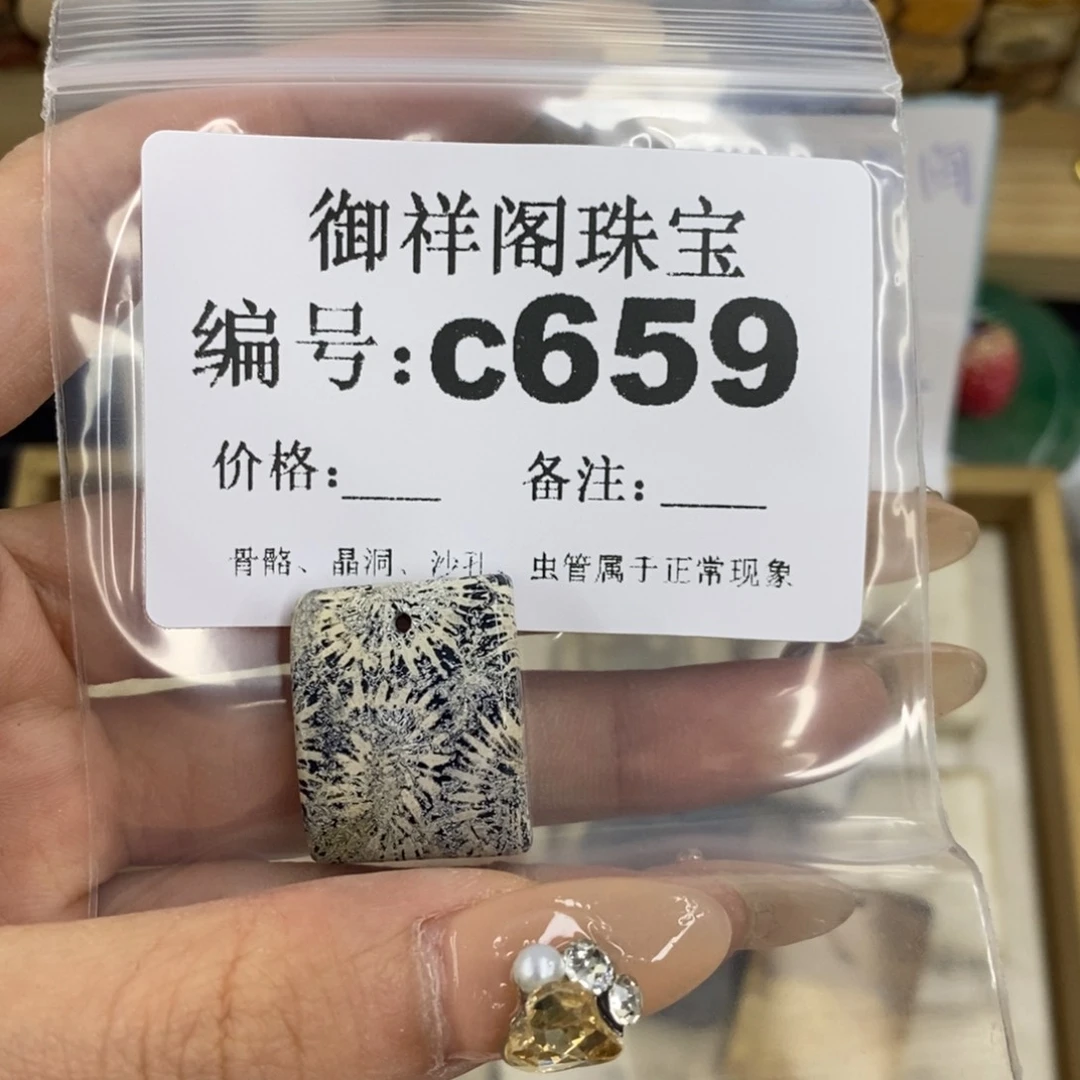 御祥阁珠宝
编号:c659
价格:____ 备注:____
骨骼、晶洞、沙孔 虫管属于正常现象